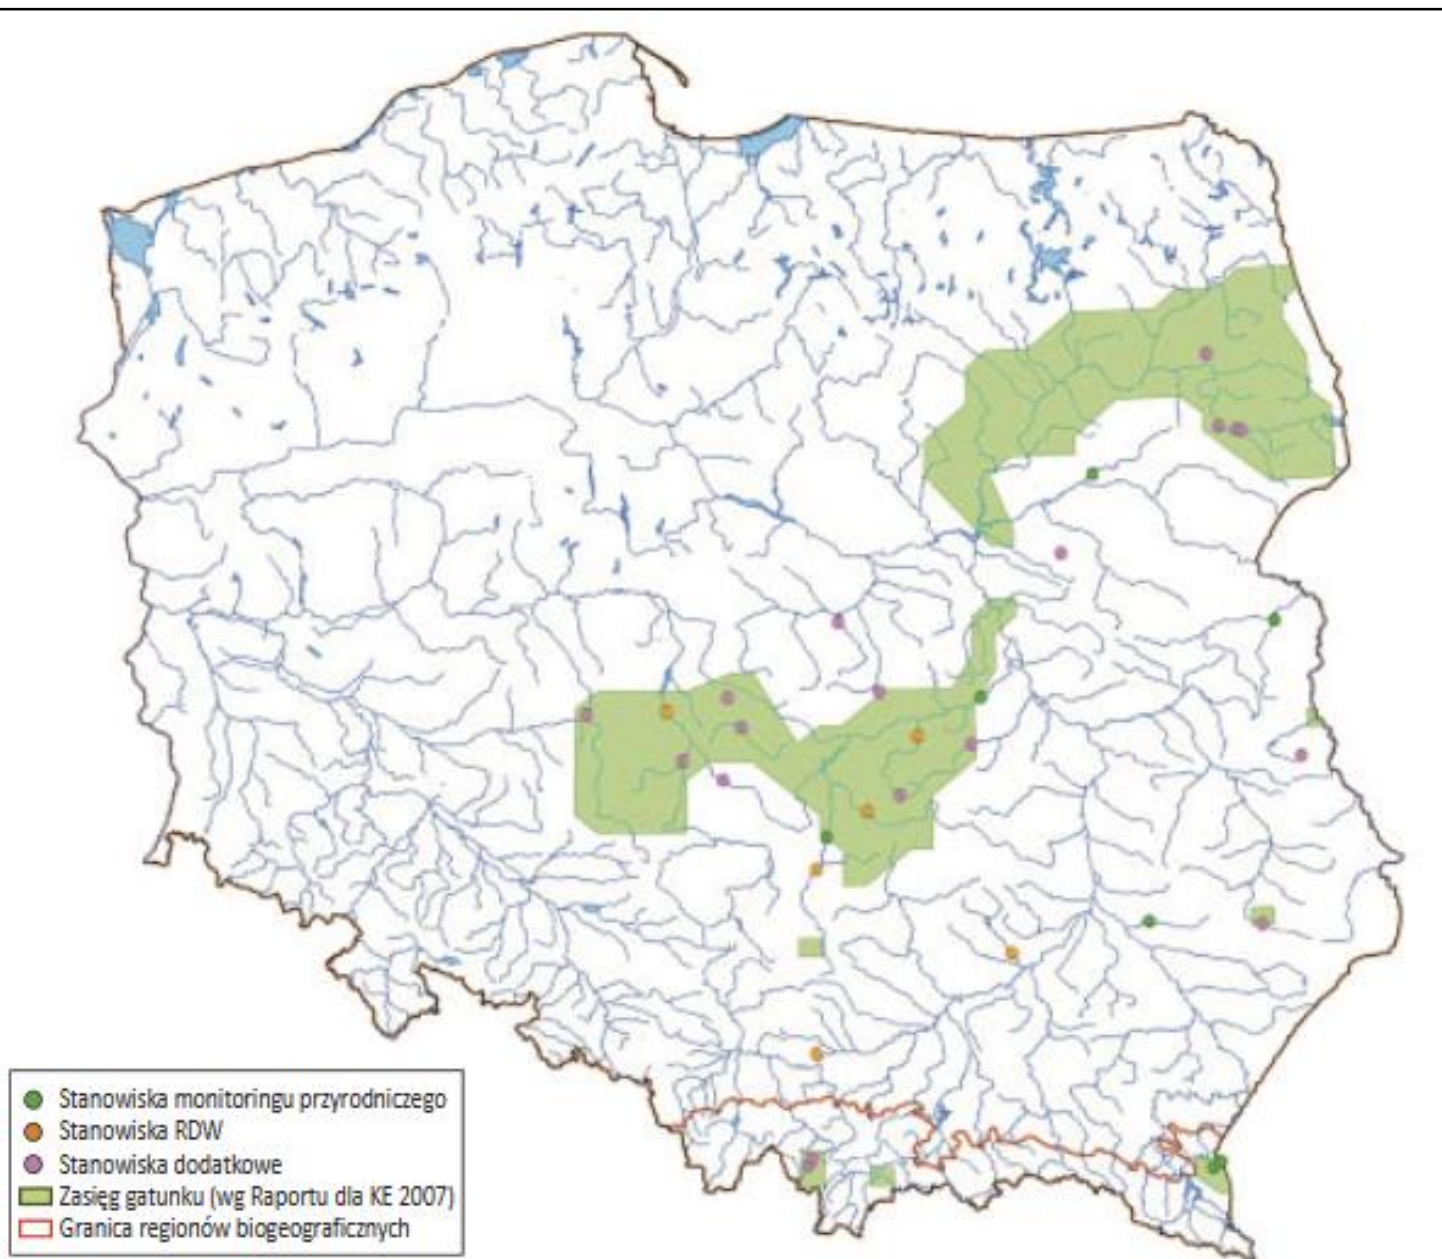 Stanowiska monitoringu przyrodniczego
Stanowiska RDW
Stanowiska dodatkowe
Zasięg gatunku (wg Raportu dla KE 2007)
Granica regionów biogeograficznych